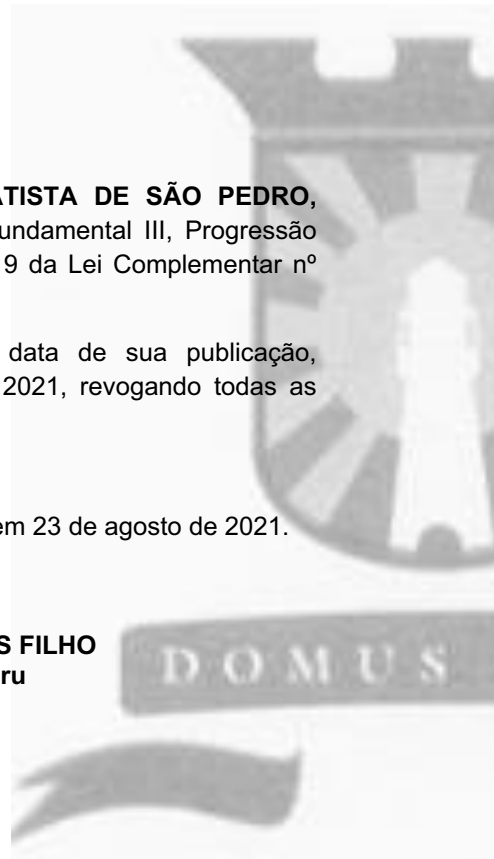 ATISTA DE SÃO PEDRO,
undamental III, Progressão
9 da Lei Complementar nº
data de sua publicação,
2021, revogando todas as
em 23 de agosto de 2021.
S FILHO
ru
DOMUS